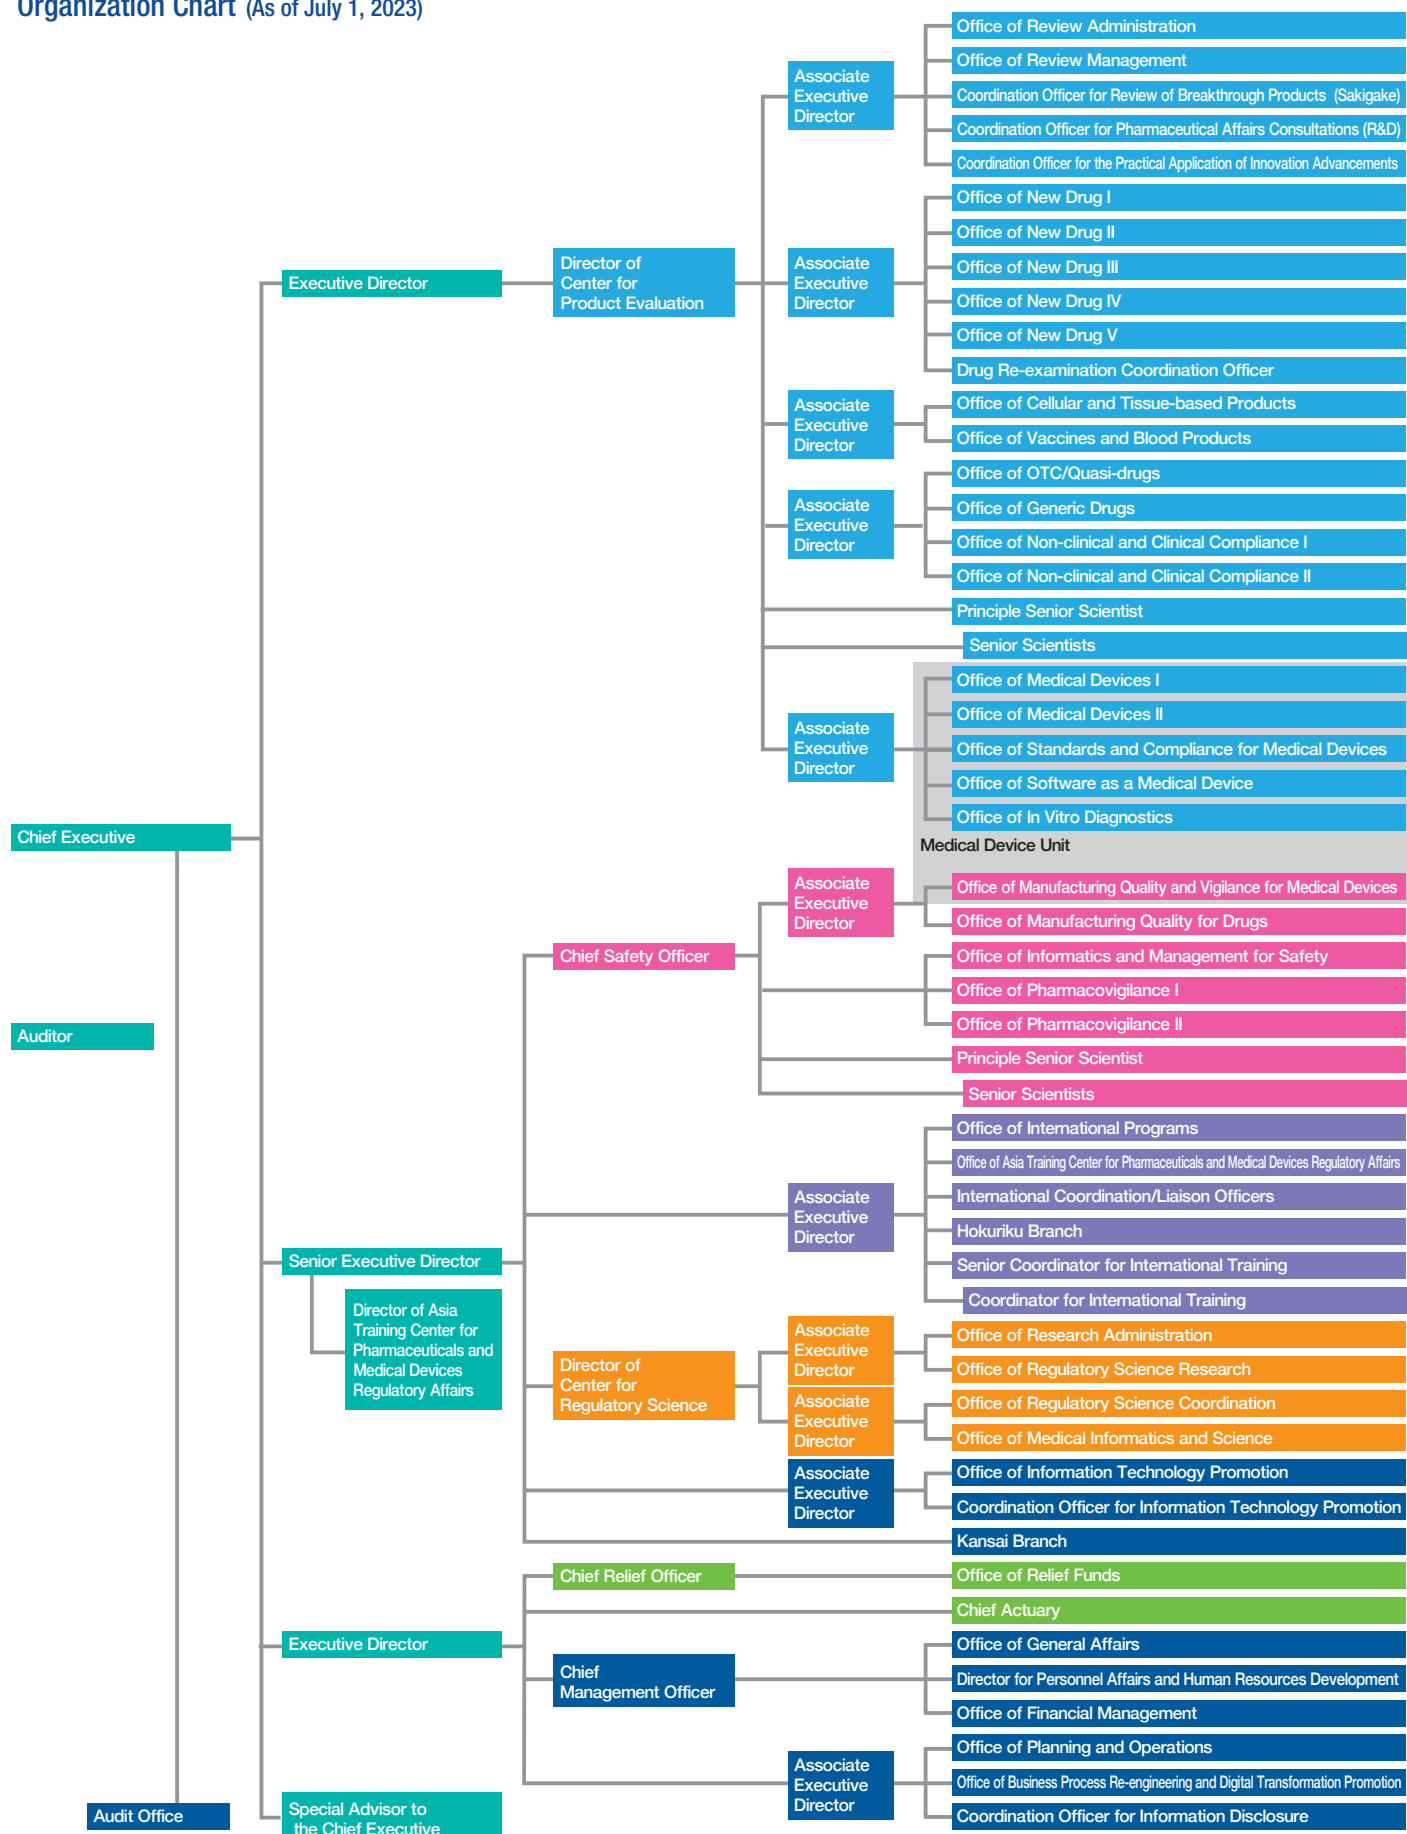 Organization Chart (As of July 1, 2023)
Chief Executive
Auditor
Audit Office
Executive Director
Senior Executive Director
Director of Asia
Training Center for
Pharmaceuticals and
Medical Devices
Regulatory Affairs
Executive Director
Special Advisor to
the Chief Executive
Director of
Center for
Product Evaluation
Chief Safety Officer
Director of
Center for
Regulatory Science
Chief Relief Officer
Chief
Management Officer
Associate
Executive
Director
Office of Review Administration
Office of Review Management
Coordination Officer for Review of Breakthrough Products (Sakigake)
Coordination Officer for Pharmaceutical Affairs Consultations (R&D)
Coordination Officer for the Practical Application of Innovation Advancements
Associate
Executive
Director
Office of New Drug I
Office of New Drug II
Office of New Drug III
Office of New Drug IV
Office of New Drug V
Drug Re-examination Coordination Officer
Associate
Executive
Director
Office of Cellular and Tissue-based Products
Office of Vaccines and Blood Products
Associate
Executive
Director
Office of OTC/Quasi-drugs
Office of Generic Drugs
Office of Non-clinical and Clinical Compliance I
Office of Non-clinical and Clinical Compliance II
Principle Senior Scientist
Senior Scientists
Associate
Executive
Director
Office of Medical Devices I
Office of Medical Devices II
Office of Standards and Compliance for Medical Devices
Office of Software as a Medical Device
Office of In Vitro Diagnostics
Medical Device Unit
Associate
Executive
Director
Office of Manufacturing Quality and Vigilance for Medical Devices
Office of Manufacturing Quality for Drugs
Office of Informatics and Management for Safety
Office of Pharmacovigilance I
Office of Pharmacovigilance II
Principle Senior Scientist
Senior Scientists
Associate
Executive
Director
Office of International Programs
Office of Asia Training Center for Pharmaceuticals and Medical Devices Regulatory Affairs
International Coordination/Liaison Officers
Hokuriku Branch
Senior Coordinator for International Training
Coordinator for International Training
Associate
Executive
Director
Office of Research Administration
Office of Regulatory Science Research
Associate
Executive
Director
Office of Regulatory Science Coordination
Office of Medical Informatics and Science
Associate
Executive
Director
Office of Information Technology Promotion
Coordination Officer for Information Technology Promotion
Kansai Branch
Office of Relief Funds
Chief Actuary
Office of General Affairs
Director for Personnel Affairs and Human Resources Development
Office of Financial Management
Associate
Executive
Director
Office of Planning and Operations
Office of Business Process Re-engineering and Digital Transformation Promotion
Coordination Officer for Information Disclosure